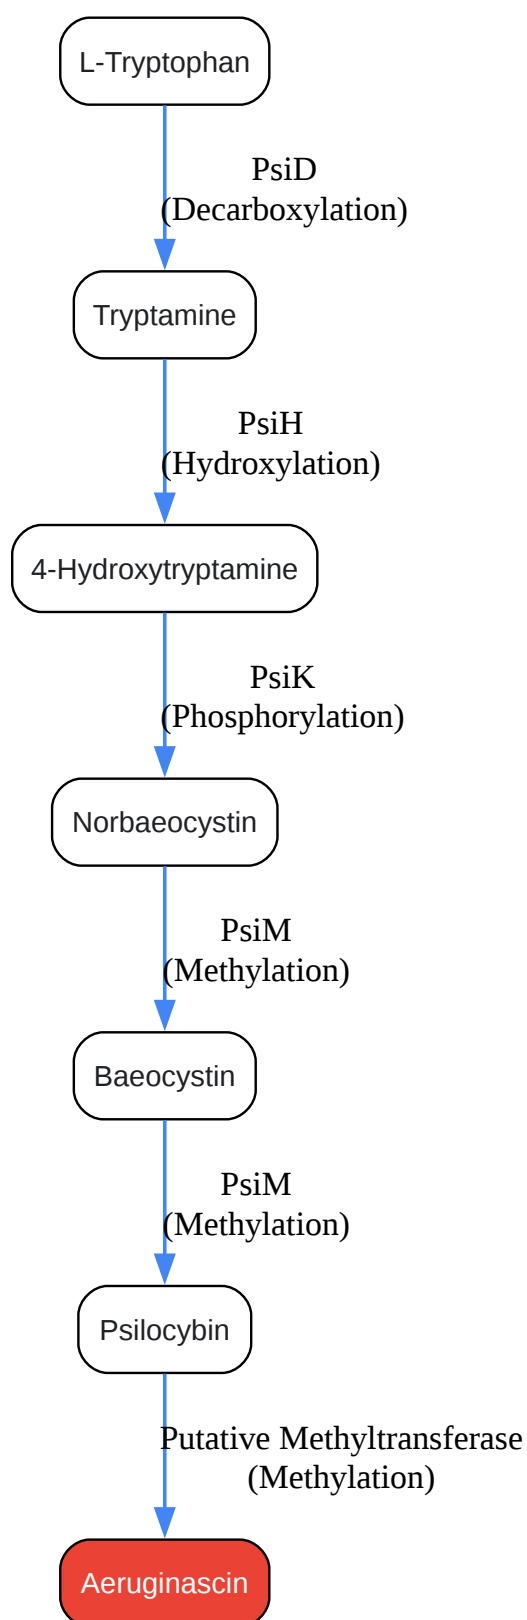 L-Tryptophan
PsiD
(Decarboxylation)
Tryptamine
PsiH
(Hydroxylation)
4-Hydroxytryptamine
PsiK
(Phosphorylation)
Norbaeocystin
PsiM
(Methylation)
Baeocystin
PsiM
(Methylation)
Psilocybin
Putative Methyltransferase
(Methylation)
Aeruginascin